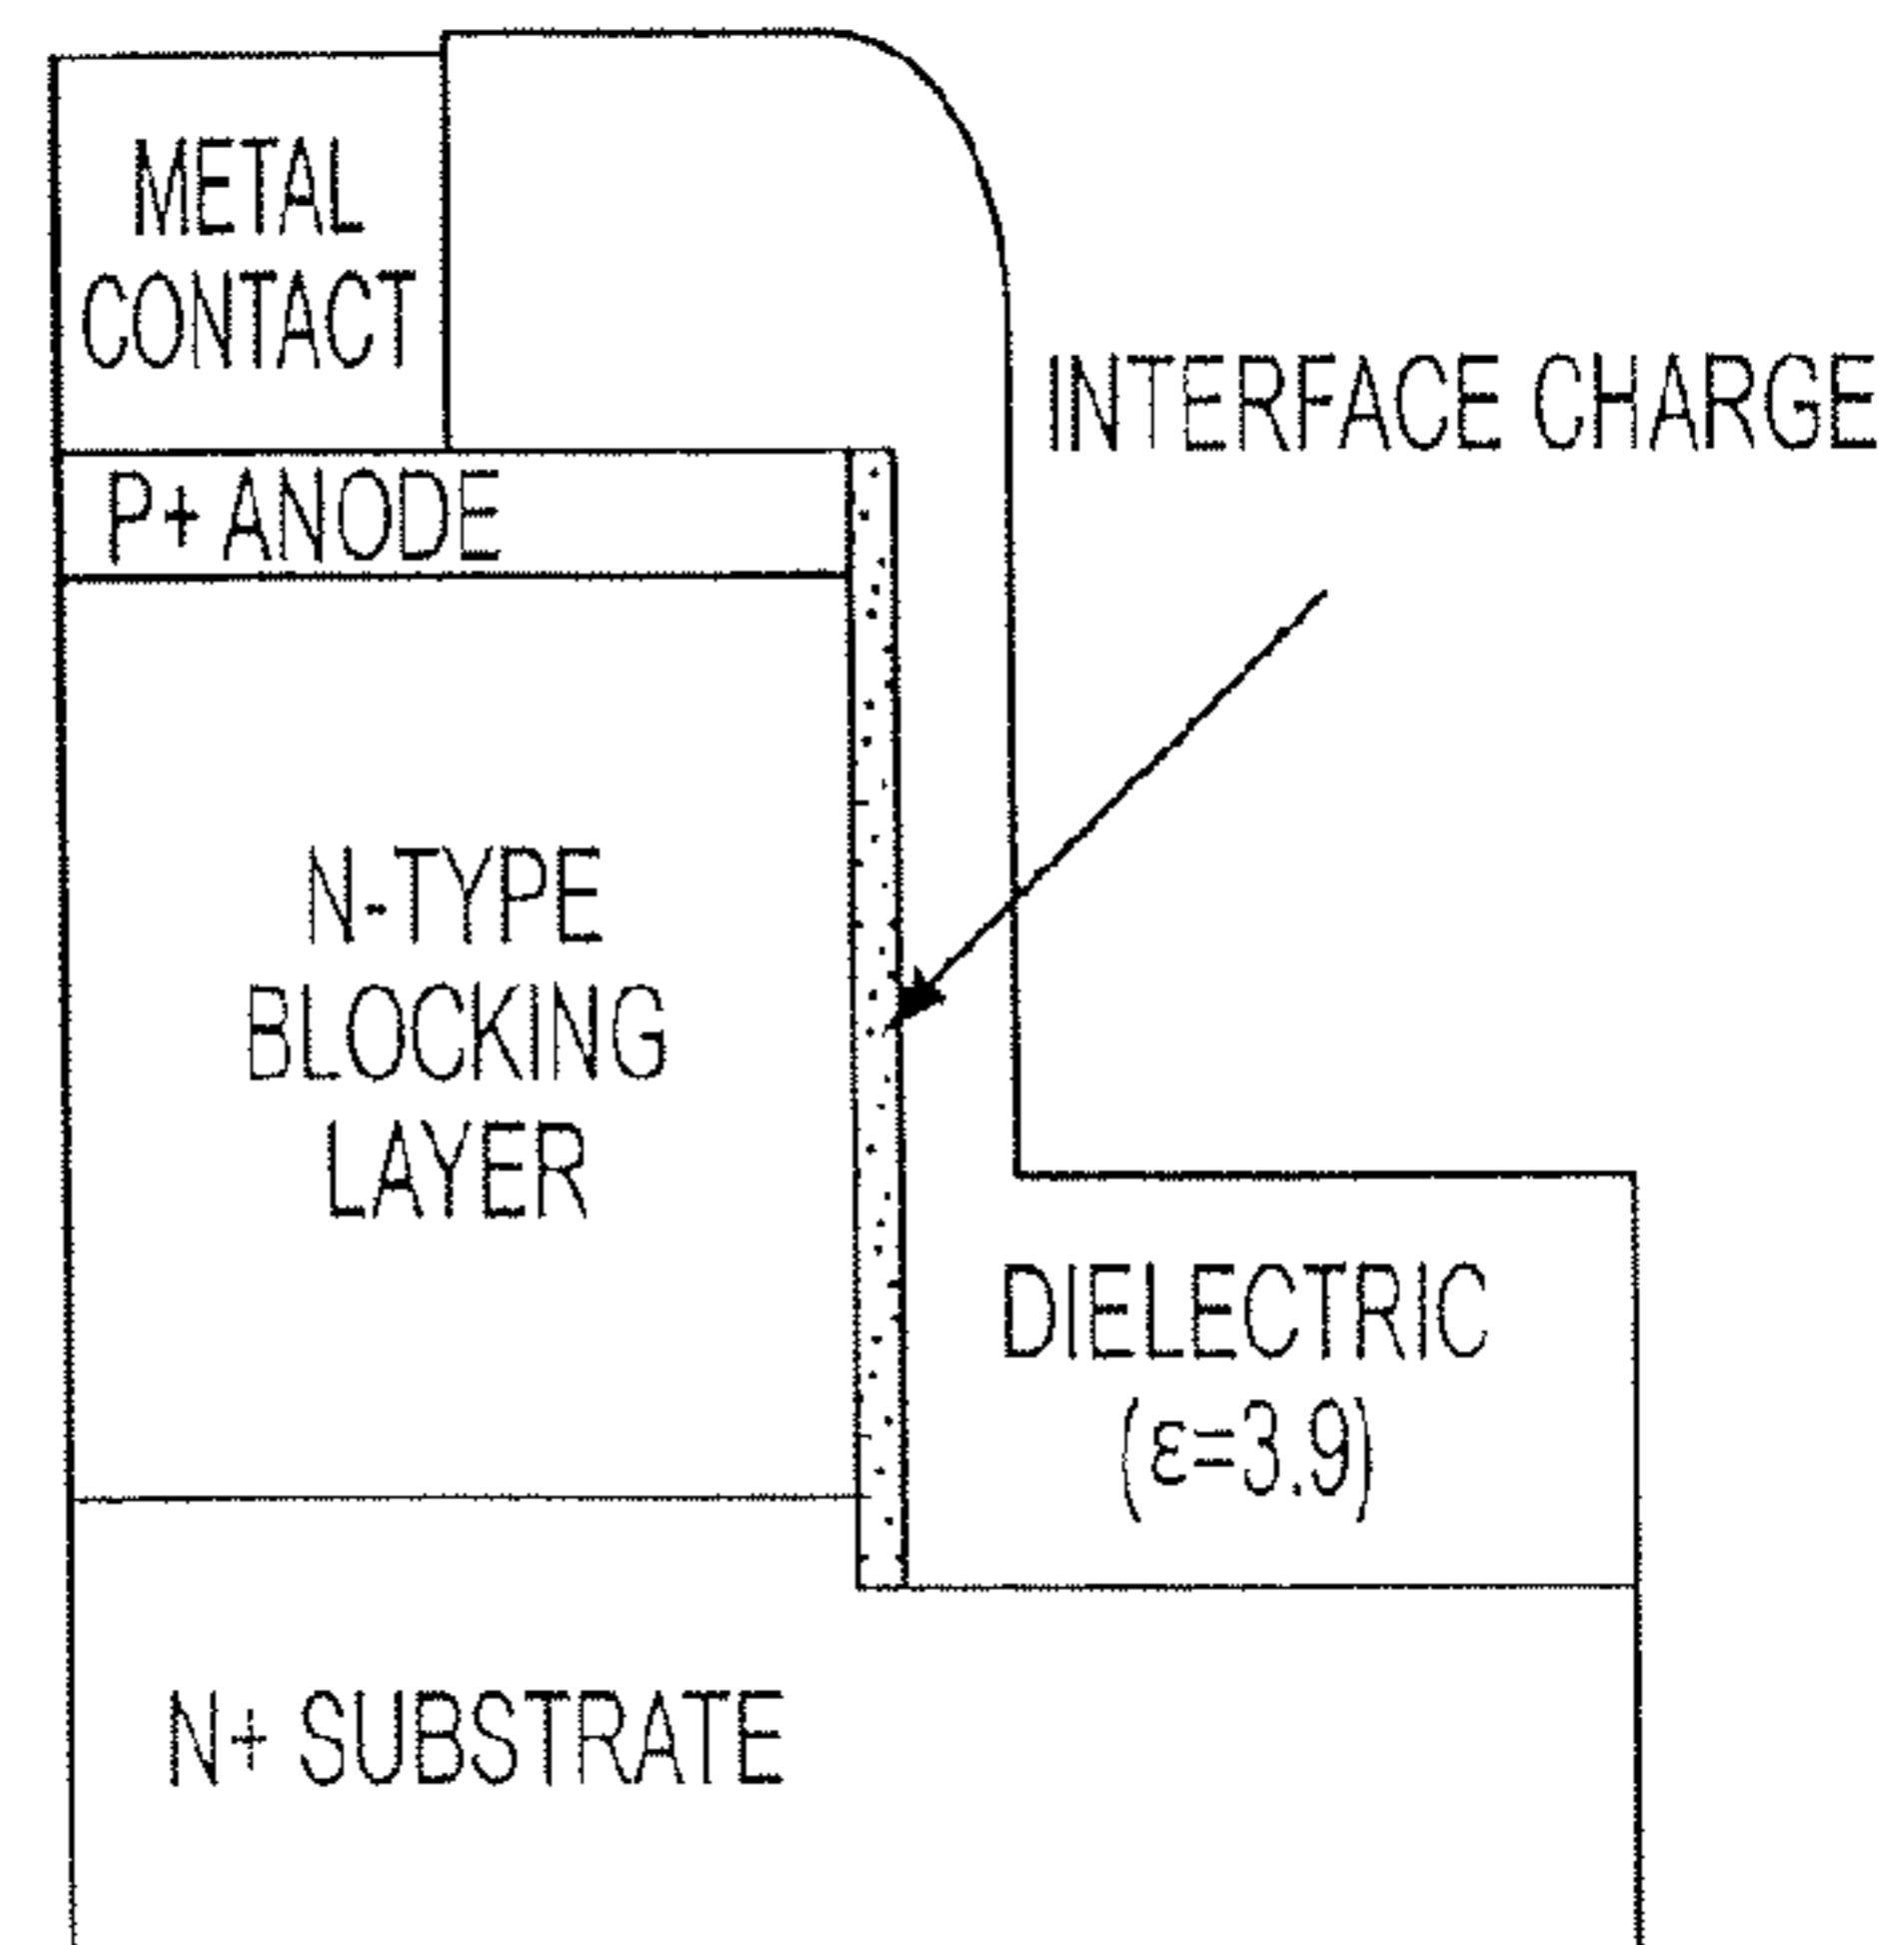 METAL
CONTACT
INTERFACE CHARGE
P+ ANODE
N-TYPE
BLOCKING
LAYER
DIELECTRIC
(ε=3.9)
N+ SUBSTRATE